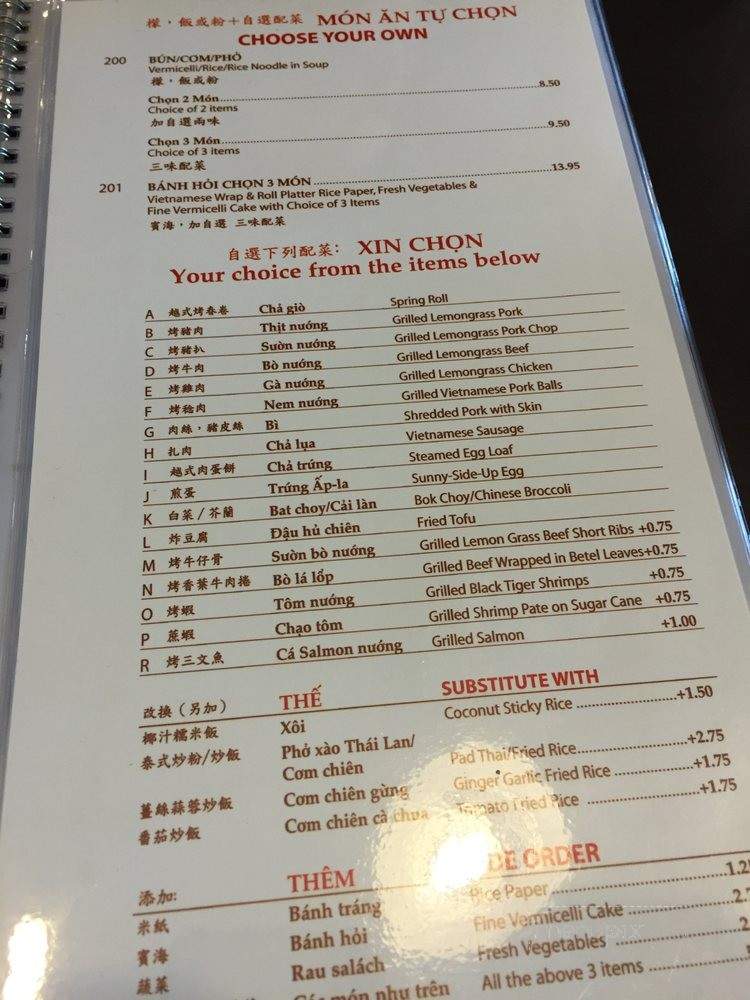 檬，飯或粉＋自選配菜 MÓN ĂN TỰ CHỌN
CHOOSE YOUR OWN
200 BÚN/COM/PHỞ
Vermicelli/Rice/Rice Noodle in Soup
檬，飯或粉
Chọn 2 Món 8.50
Choice of 2 items
加自選兩味
Chọn 3 Món 9.50
Choice of 3 items
三味配菜
201 BÁNH HỎI CHỌN 3 MÓN 13.95
Vietnamese Wrap & Roll Platter Rice Paper, Fresh Vegetables &
Fine Vermicelli Cake with Choice of 3 Items
賓海，加自選 三味配菜
自選下列配菜： XIN CHỌN
Your choice from the items below
A 越式烤春卷 Chả giò Spring Roll
B 烤豬肉 Thịt nướng Grilled Lemongrass Pork
C 烤豬扒 Sườn nướng Grilled Lemongrass Pork Chop
D 烤牛肉 Bò nướng Grilled Lemongrass Beef
E 烤雞肉 Gà nướng Grilled Lemongrass Chicken
F 烤稔肉 Nem nướng Grilled Vietnamese Pork Balls
G 肉絲，豬皮絲 Bì Shredded Pork with Skin
H 扎肉 Chả lụa Vietnamese Sausage
I 越式肉蛋餅 Chả trứng Steamed Egg Loaf
J 煎蛋 Trứng Ấp-la Sunny-Side-Up Egg
K 白菜／芥蘭 Bat choy/Cải làn Bok Choy/Chinese Broccoli
L 炸豆腐 Đậu hủ chiên Fried Tofu
M 烤牛仔骨 Sườn bò nướng Grilled Lemon Grass Beef Short Ribs +0.75
N 烤香葉牛肉捲 Bò lá lổp Grilled Beef Wrapped in Betel Leaves+0.75
O 烤蝦 Tôm nướng Grilled Black Tiger Shrimps +0.75
P 蔗蝦 Chạo tôm Grilled Shrimp Pate on Sugar Cane +0.75
R 烤三文魚 Cá Salmon nướng Grilled Salmon +1.00
改換（另加） THẾ SUBSTITUTE WITH
椰汁糯米飯 Xôi Coconut Sticky Rice +1.50
泰式炒粉/炒飯 Phở xào Thái Lan/
Cơm chiên Pad Thai/Fried Rice +2.75
薑絲蒜蓉炒飯 Cơm chiên gừng Ginger Garlic Fried Rice +1.75
番茄炒飯 Cơm chiên cà chua Tomato Fried Rice +1.75
添加: THÊM DE ORDER
米紙 Bánh tráng Rice Paper 1.2
賓海 Bánh hỏi Fine Vermicelli Cake 2.
蔬菜 Rau salách Fresh Vegetables 2
Các món như trên All the above 3 items